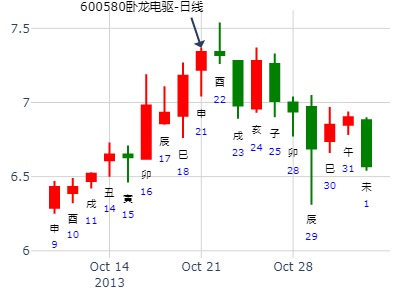 600580卧龙电驱-日线
7.5
7
6.5
6
申
9
酉
10
戌
11
丑
14
寅
15
卯
16
辰
17
巳
18
申
21
酉
22
戌
23
亥
24
子
25
卯
28
辰
29
巳
30
午
31
未
1
Oct 14
2013
Oct 21
Oct 28